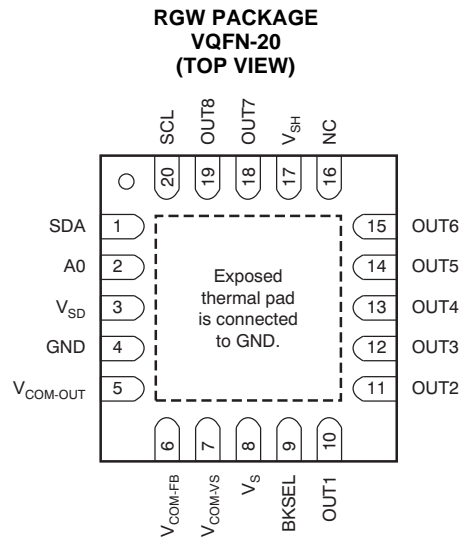 RGW PACKAGE
VQFN-20
(TOP VIEW)
SCL
OUT8
OUT7
VSH
NC
20
19
18
17
16
SDA 1
A0 2
VSD 3
GND 4
VCOM-OUT 5
Exposed
thermal pad
is connected
to GND.
15 OUT6
14 OUT5
13 OUT4
12 OUT3
11 OUT2
6
7
8
9
10
VCOM-FB
VCOM-VS
VS
BKSEL
OUT1